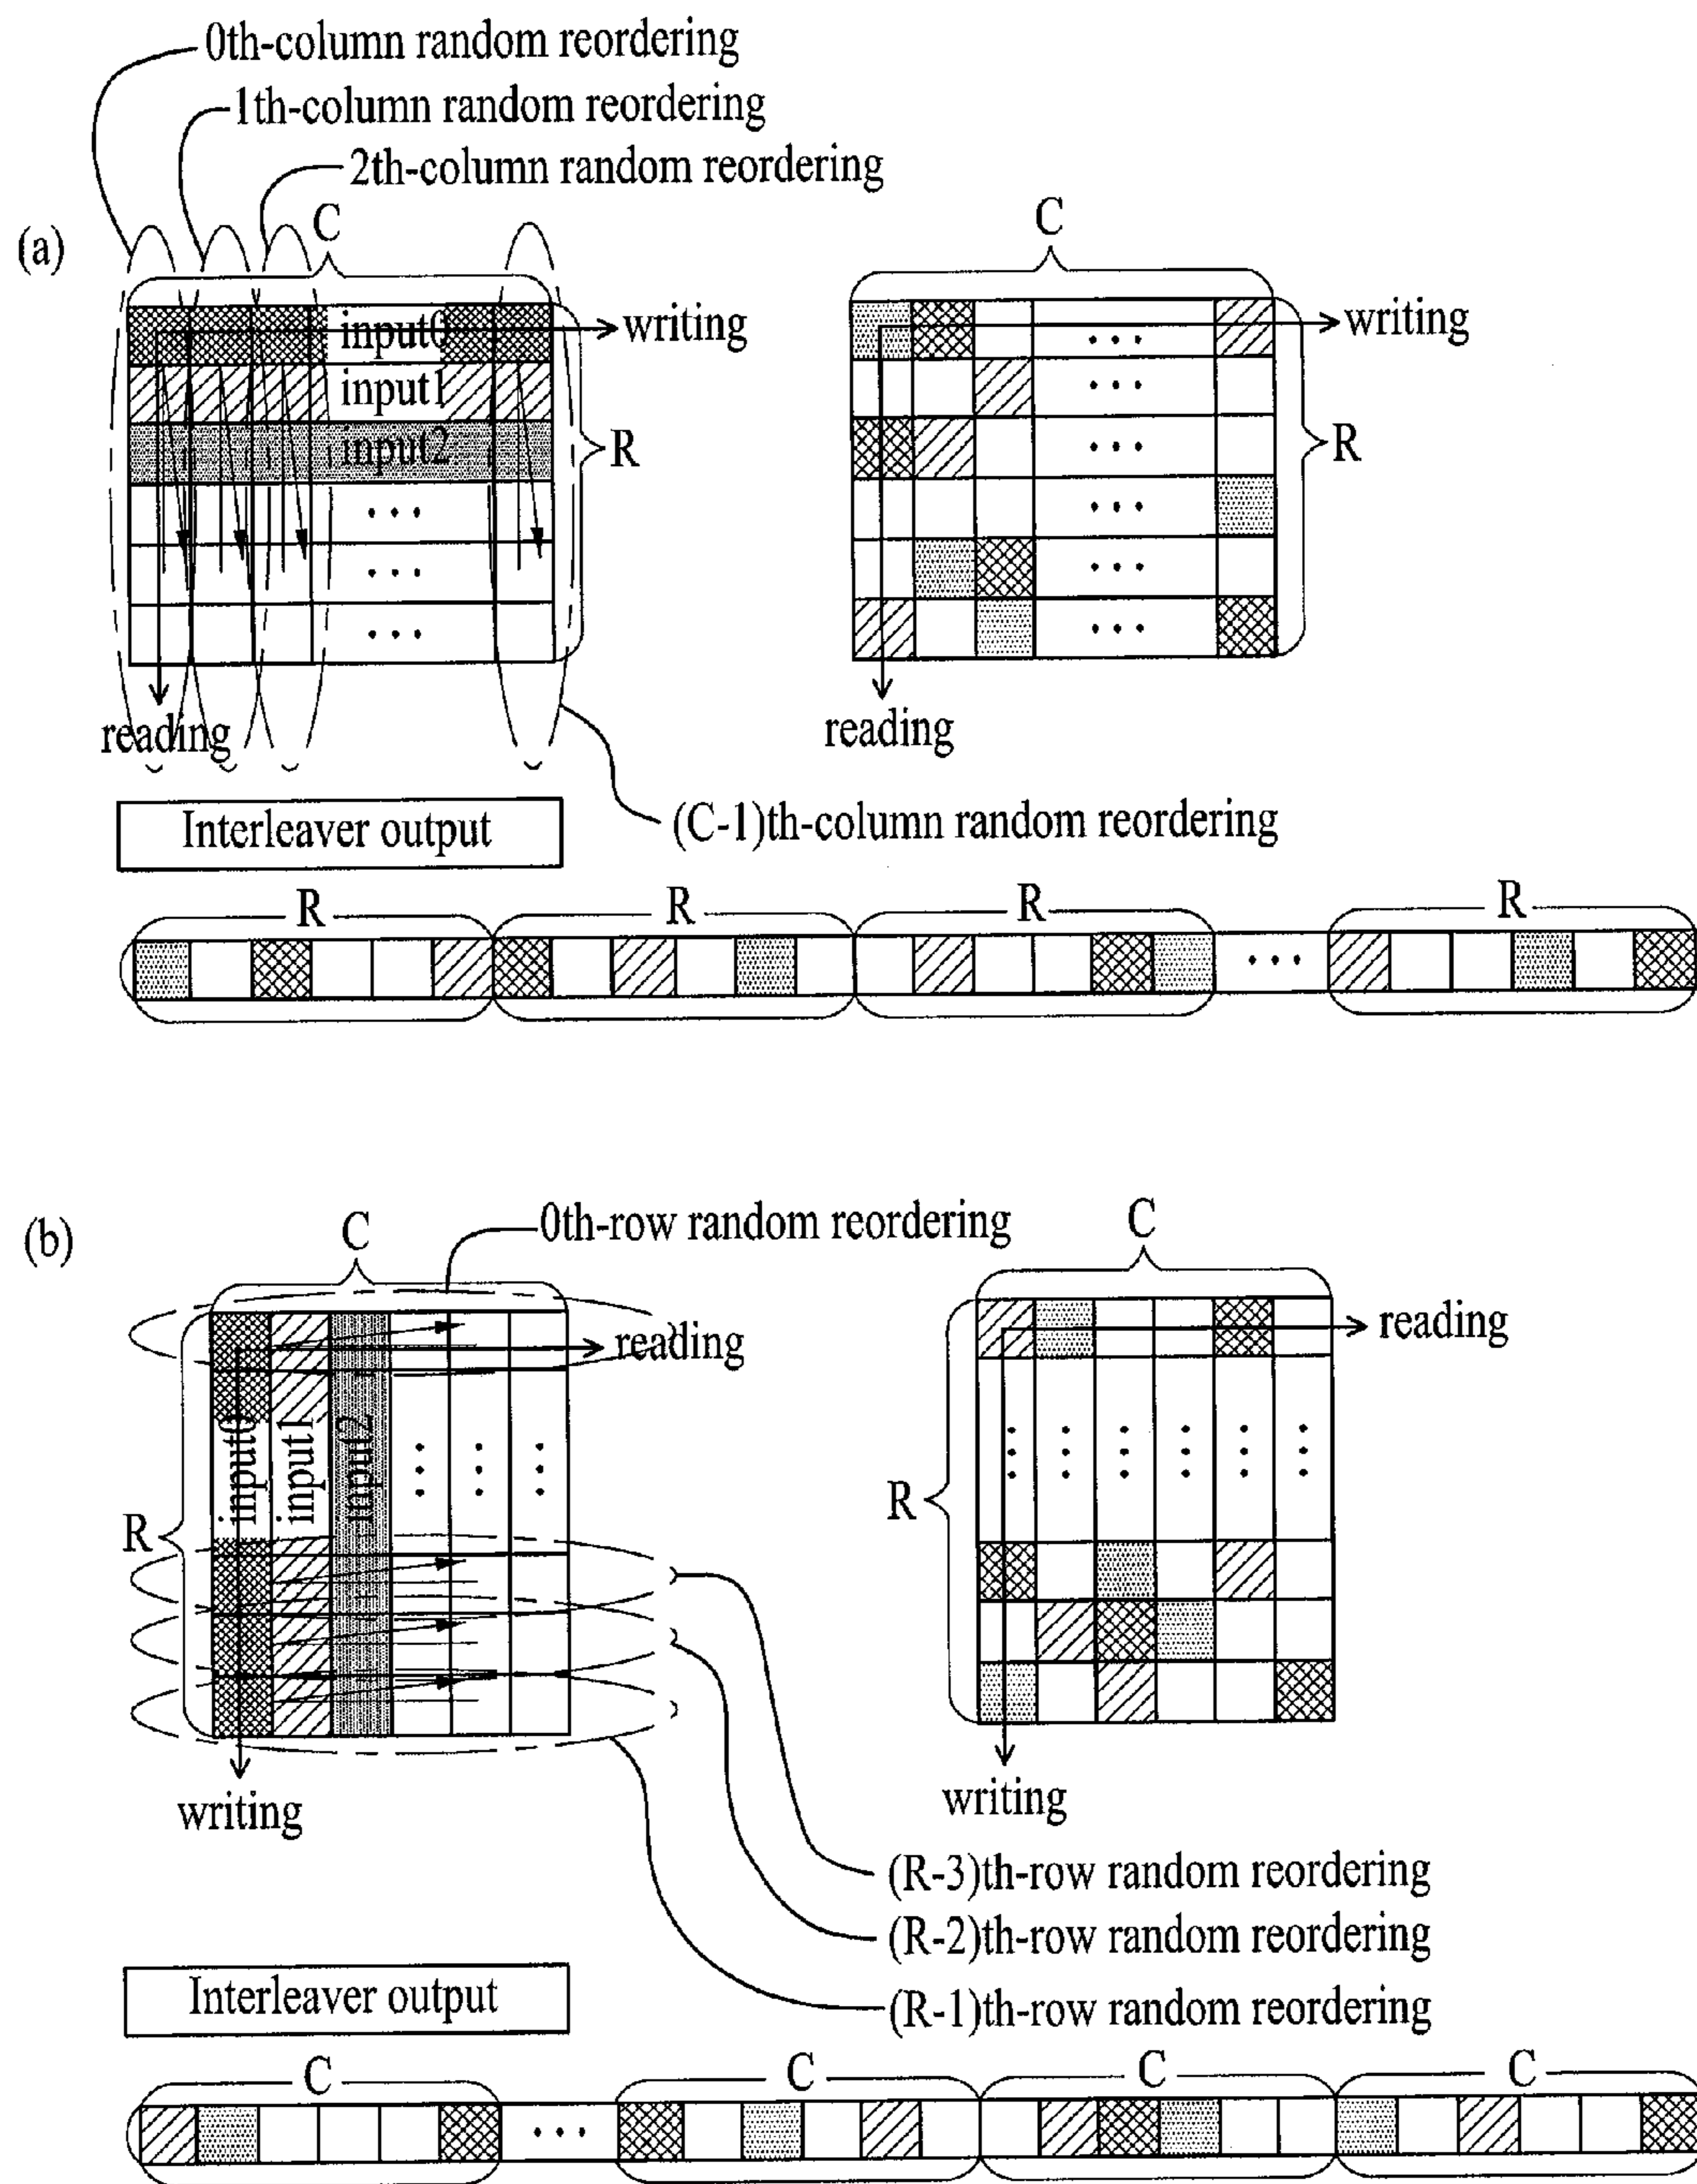 0th-column random reordering
1th-column random reordering
2th-column random reordering
(a)
C
C
input0
writing
writing
input1
input2
R
R
reading
reading
Interleaver output
(C-1)th-column random reordering
R
R
R
R
(b)
C
0th-row random reordering
C
reading
reading
input0
input1
input2
R
R
writing
writing
(R-3)th-row random reordering
(R-2)th-row random reordering
Interleaver output
(R-1)th-row random reordering
C
C
C
C